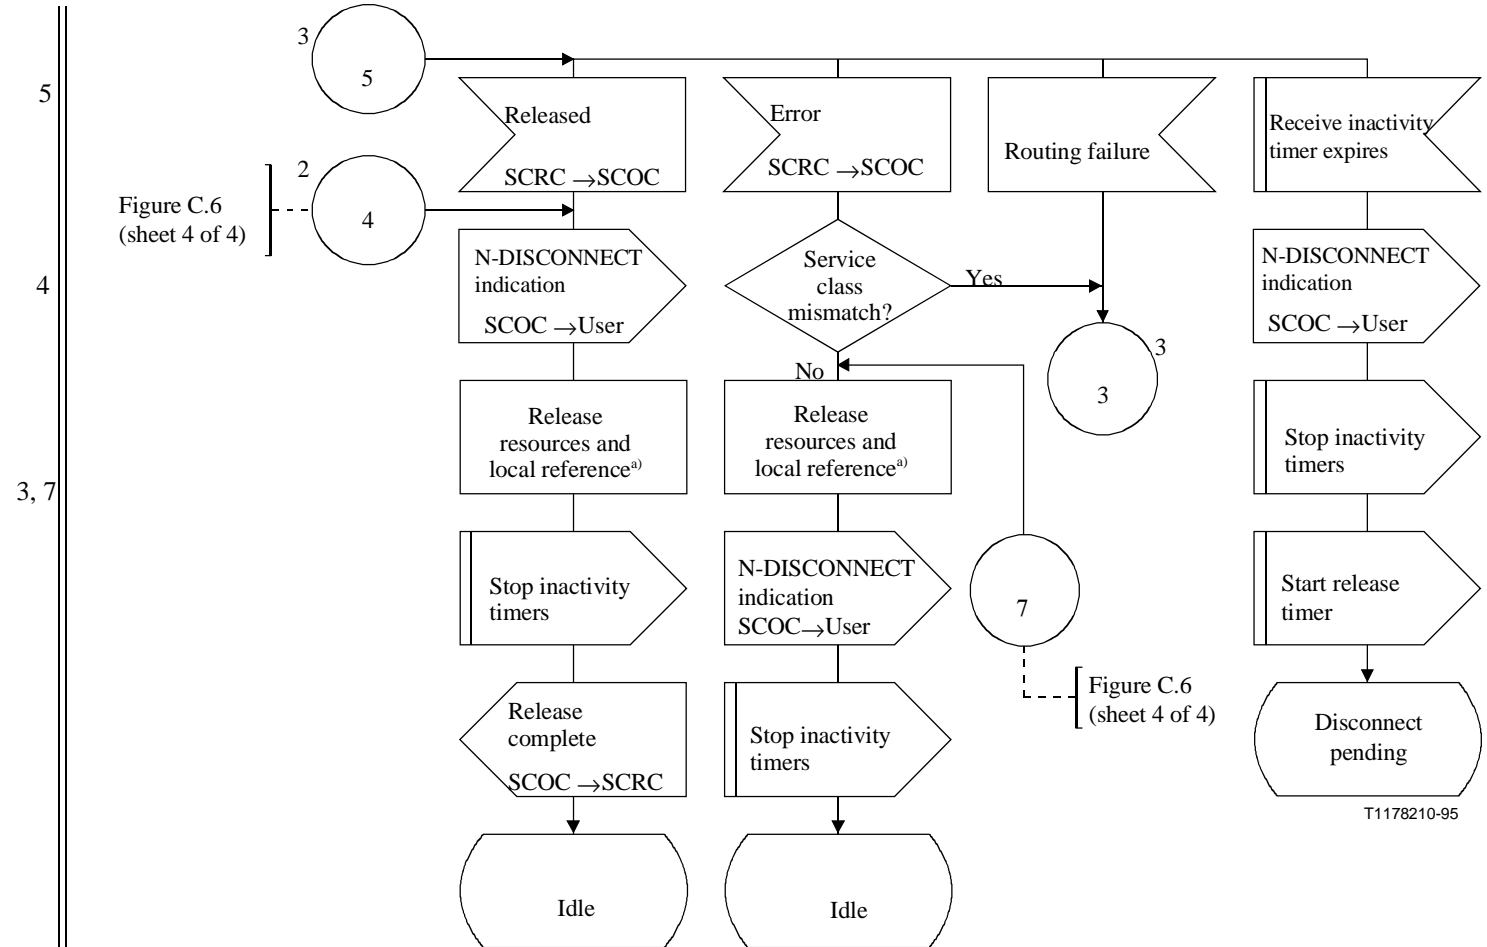 5
4
3, 7
3
5
2
4
Figure C.6
(sheet 4 of 4)
Released
SCRC →SCOC
N-DISCONNECT
indication
SCOC →User
Release
resources and
local reference a)
Stop inactivity
timers
Release
complete
SCOC →SCRC
Idle
Error
SCRC →SCOC
Service
class
mismatch?
Yes
No
Release
resources and
local reference a)
N-DISCONNECT
indication
SCOC→User
Stop inactivity
timers
Idle
Routing failure
3
3
7
Figure C.6
(sheet 4 of 4)
Receive inactivity
timer expires
N-DISCONNECT
indication
SCOC →User
Stop inactivity
timers
Start release
timer
Disconnect
pending
T1178210-95